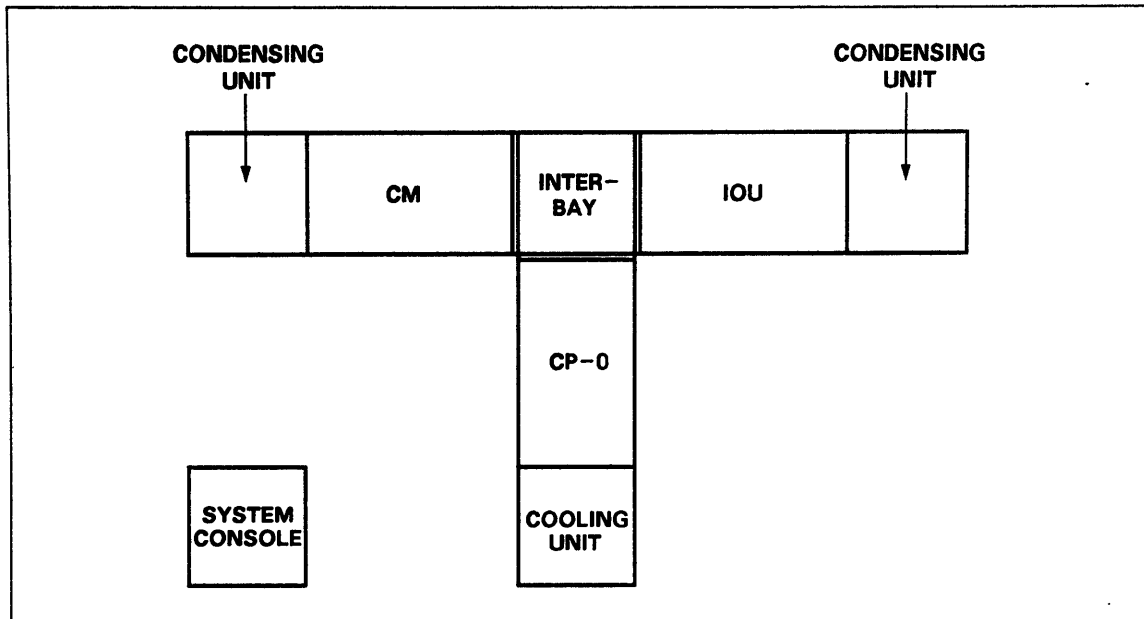 CONDENSING
UNIT
CONDENSING
UNIT
CM
INTER-
BAY
IOU
CP-0
SYSTEM
CONSOLE
COOLING
UNIT